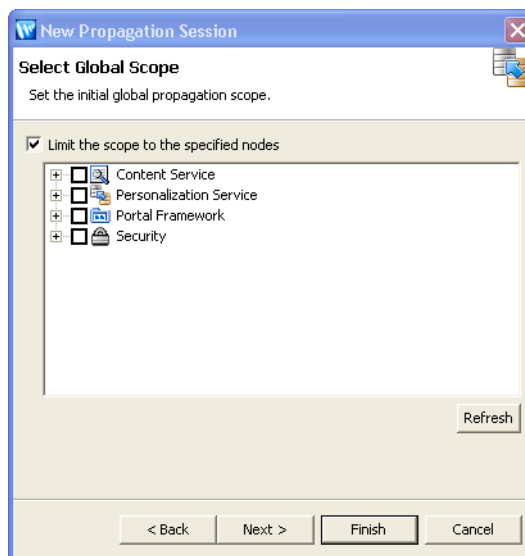 New Propagation Session
Select Global Scope
Set the initial global propagation scope.
Limit the scope to the specified nodes
Content Service
Personalization Service
Portal Framework
Security
Refresh
< Back Next > Finish Cancel